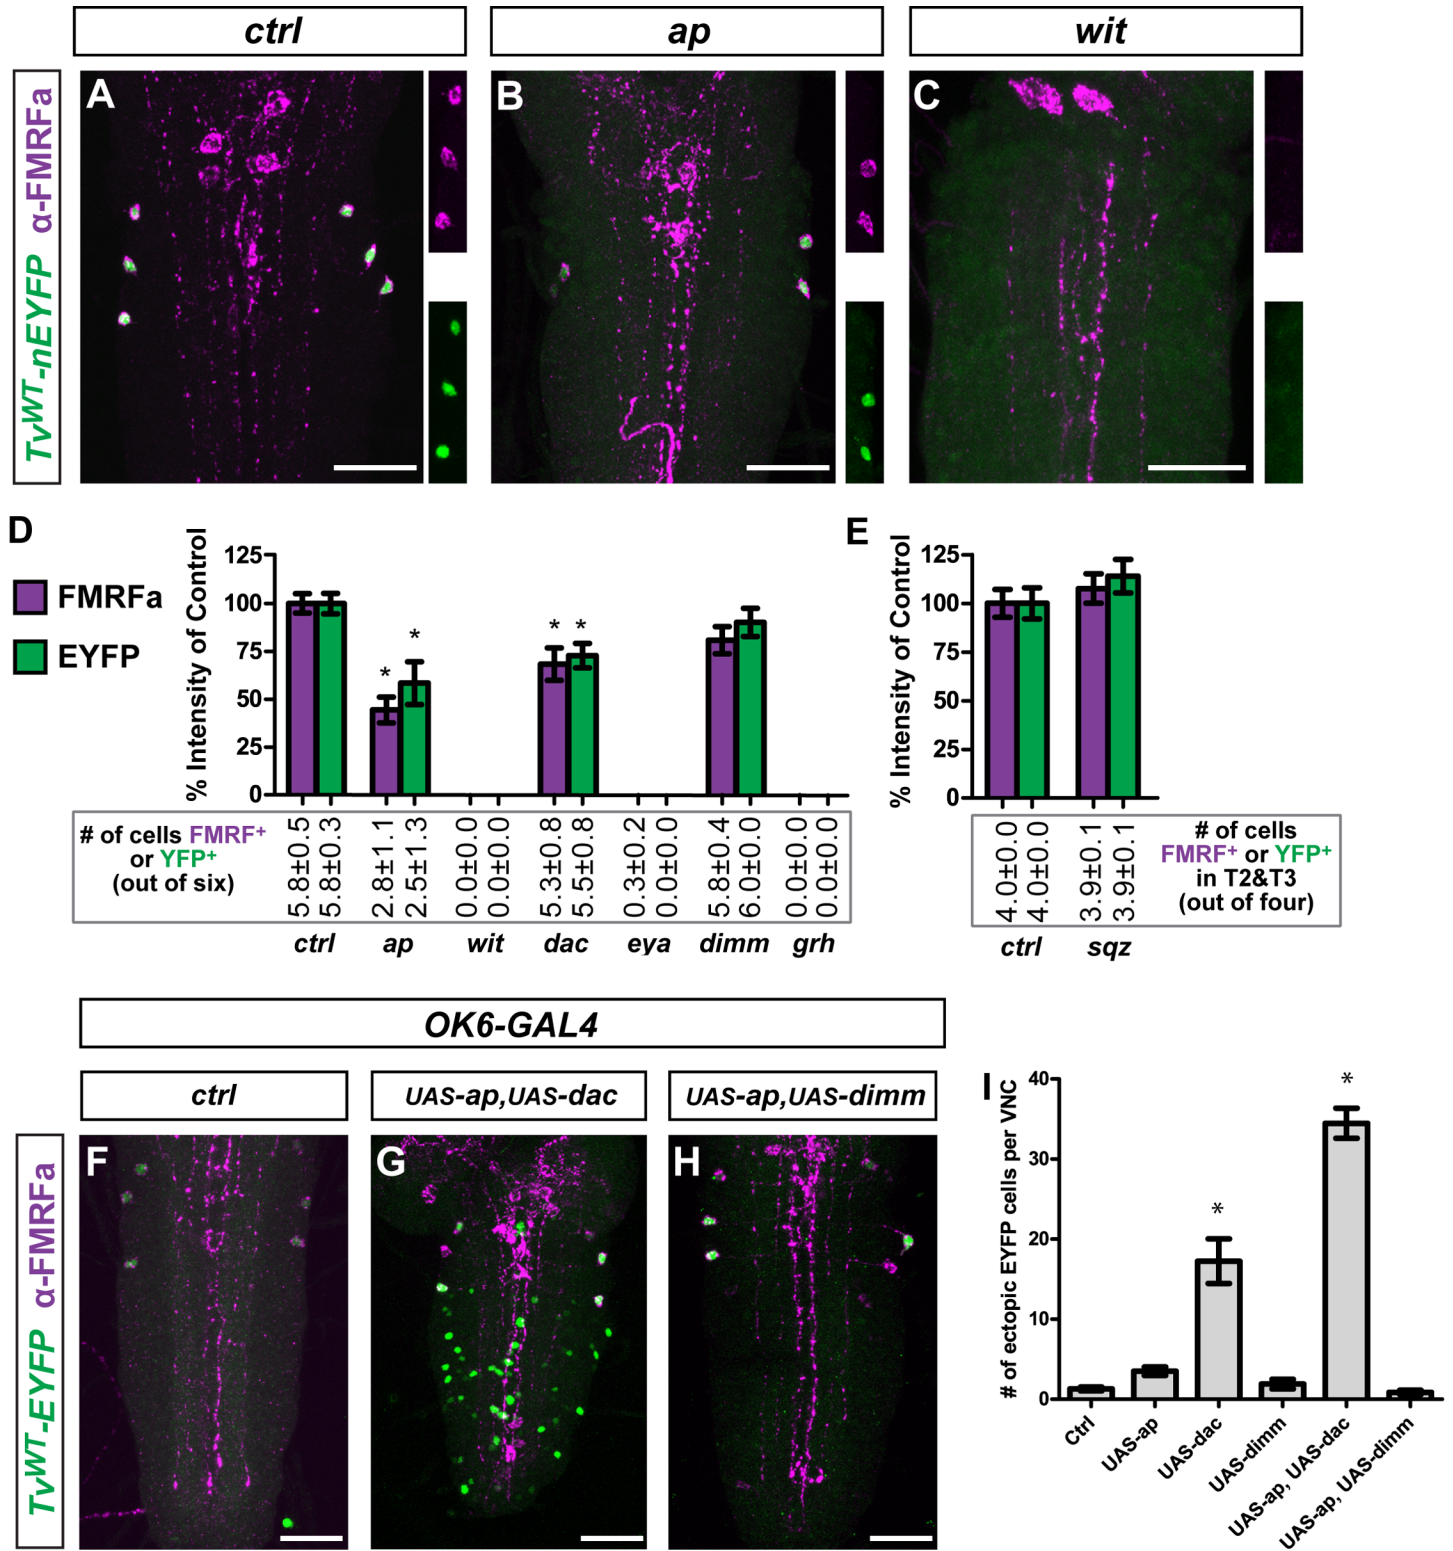 ctrl
ap
wit
TvWT-nEYFP α-FMRFa
A
B
C
D
FMRFa
EYFP
% Intensity of Control
125
100
75
50
25
0
*
*
*
*
# of cells FMRF+
or YFP+
(out of six)
5.8±0.5
5.8±0.3
2.8±1.1
2.5±1.3
0.0±0.0
0.0±0.0
5.3±0.8
5.5±0.8
0.3±0.2
0.0±0.0
5.8±0.4
6.0±0.0
0.0±0.0
0.0±0.0
ctrl
ap
wit
dac
eya
dimm
grh
E
% Intensity of Control
125
100
75
50
25
0
4.0±0.0
4.0±0.0
3.9±0.1
3.9±0.1
# of cells
FMRF+ or YFP+
in T2&T3
(out of four)
ctrl
sqz
OK6-GAL4
ctrl
UAS-ap,UAS-dac
UAS-ap,UAS-dimm
TvWT-EYFP α-FMRFa
F
G
H
I
# of ectopic EYFP cells per VNC
40
30
20
10
0
*
*
Ctrl
UAS-ap
UAS-dac
UAS-dimm
UAS-ap, UAS-dac
UAS-ap, UAS-dimm